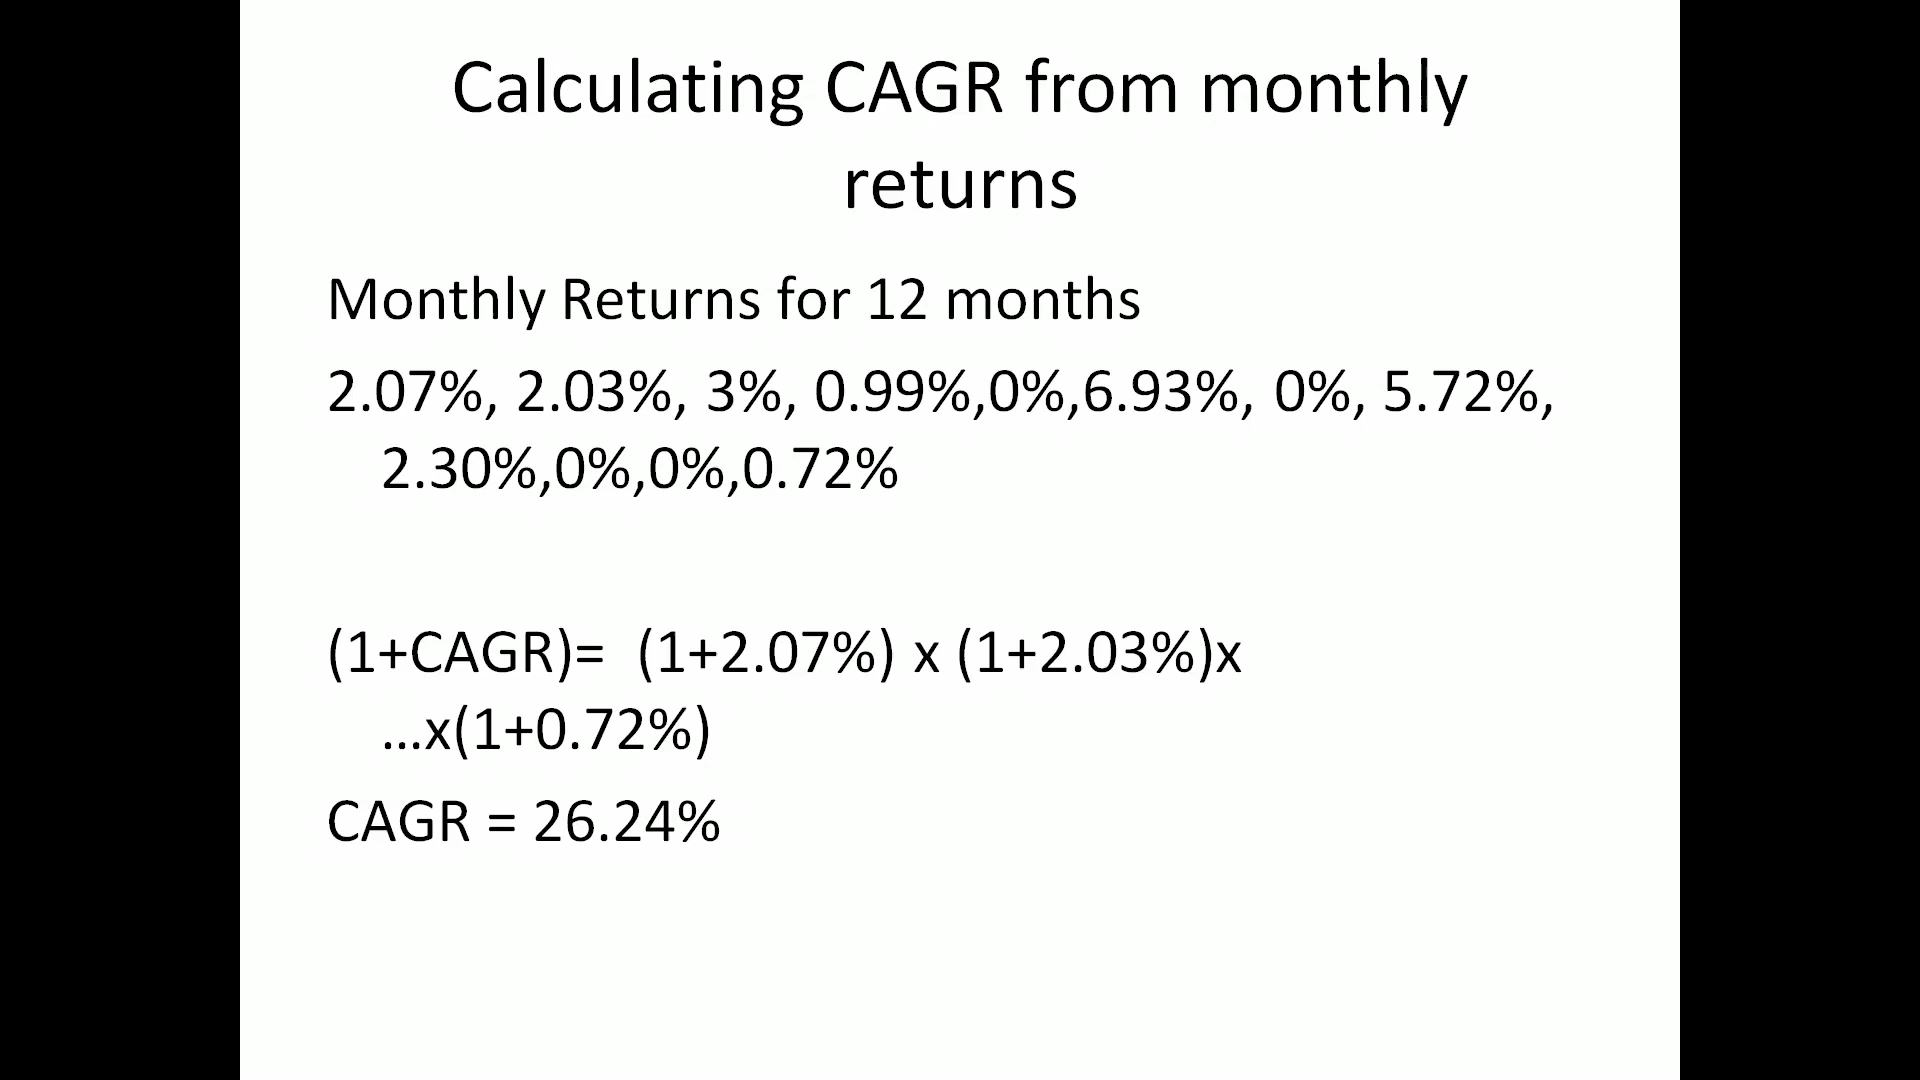 Calculating CAGR from monthly
returns
Monthly Returns for 12 months
2.07%, 2.03%, 3%, 0.99%,0%,6.93%, 0%, 5.72%,
2.30%,0%,0%,0.72%
(1+CAGR)=  (1+2.07%) x (1+2.03%)x
…x(1+0.72%)
CAGR = 26.24%